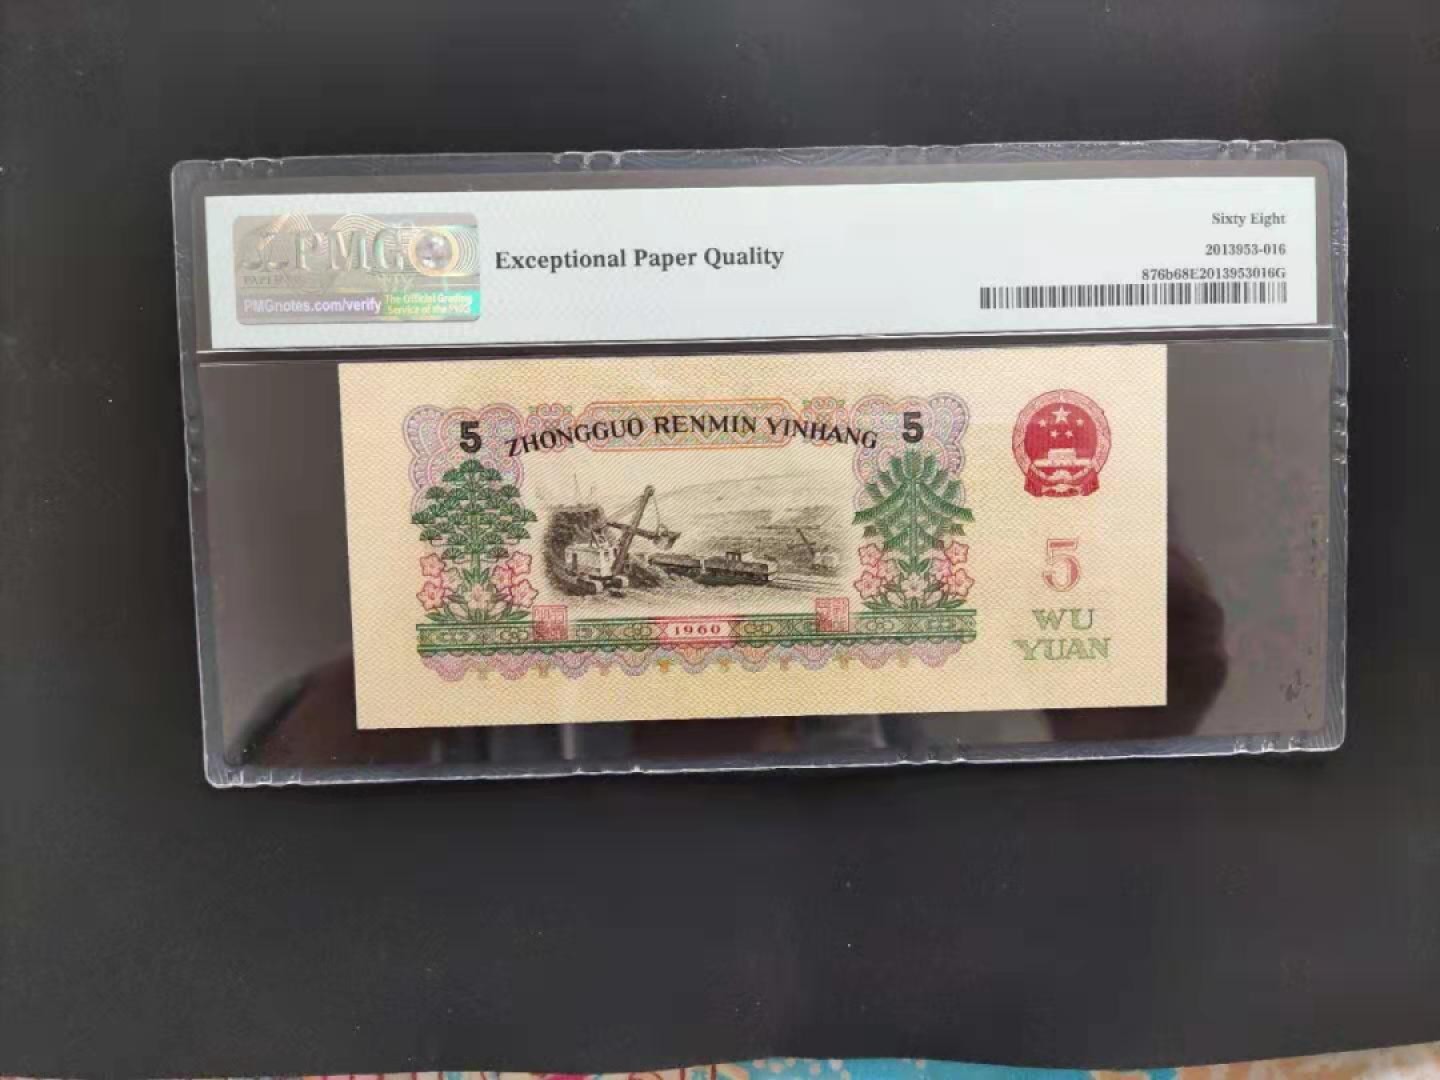 PMG
PMGnotes.com/verify
The Official Grading
Service of the PNG
Exceptional Paper Quality
Sixty Eight
2013953-016
876b68E2013953016G
5 ZHONGGUO RENMIN YINHANG 5
1960
5
WU
YUAN